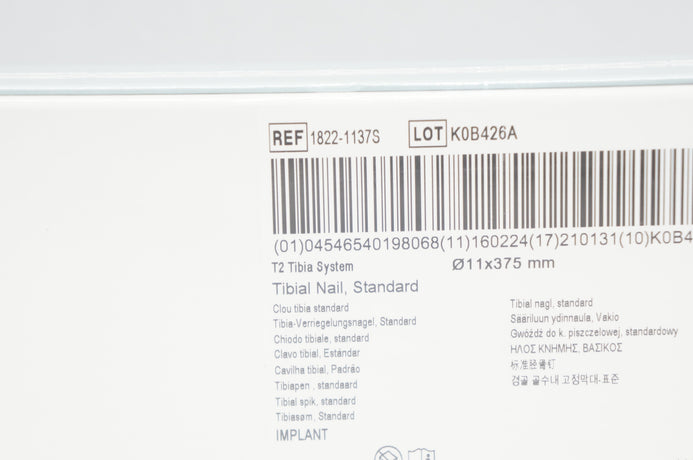 REF 1822-1137S LOT K0B426A
(01)04546540198068(11)160224(17)210131(10)K0B4
T2 Tibia System Ø11x375 mm
Tibial Nail, Standard
Clou tibia standard
Tibia-Verriegelungsnagel, Standard
Chiodo tibiale, standard
Clavo tibial, Estándar
Cavilha tibial, Padrão
Tibiapen, standaard
Tibial spik, standard
Tibiasøm, Standard
IMPLANT
Tibial nagl, standard
Sääriluun ydinnaula, Vakio
Gwóźdź do k. piszczelowej, standardowy
ΗΛΟΣ ΚΝΗΜΗΣ, ΒΑΣΙΚΟΣ
标准胫骨钉
경골 골수내 고정막대-표준